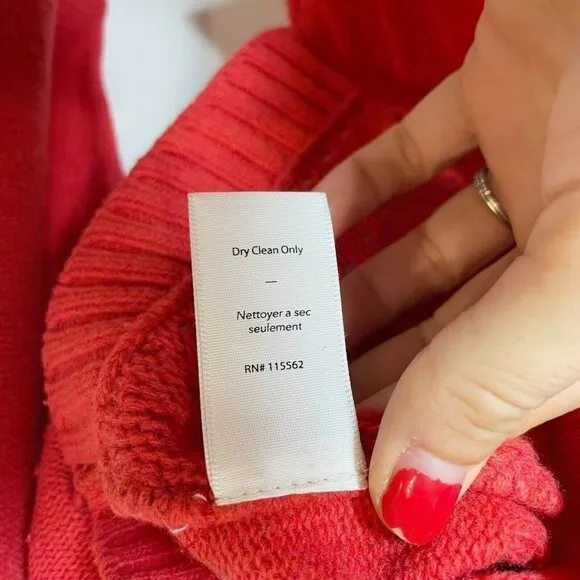 Dry Clean Only
—
Nettoyer a sec
seulement
RN# 115562